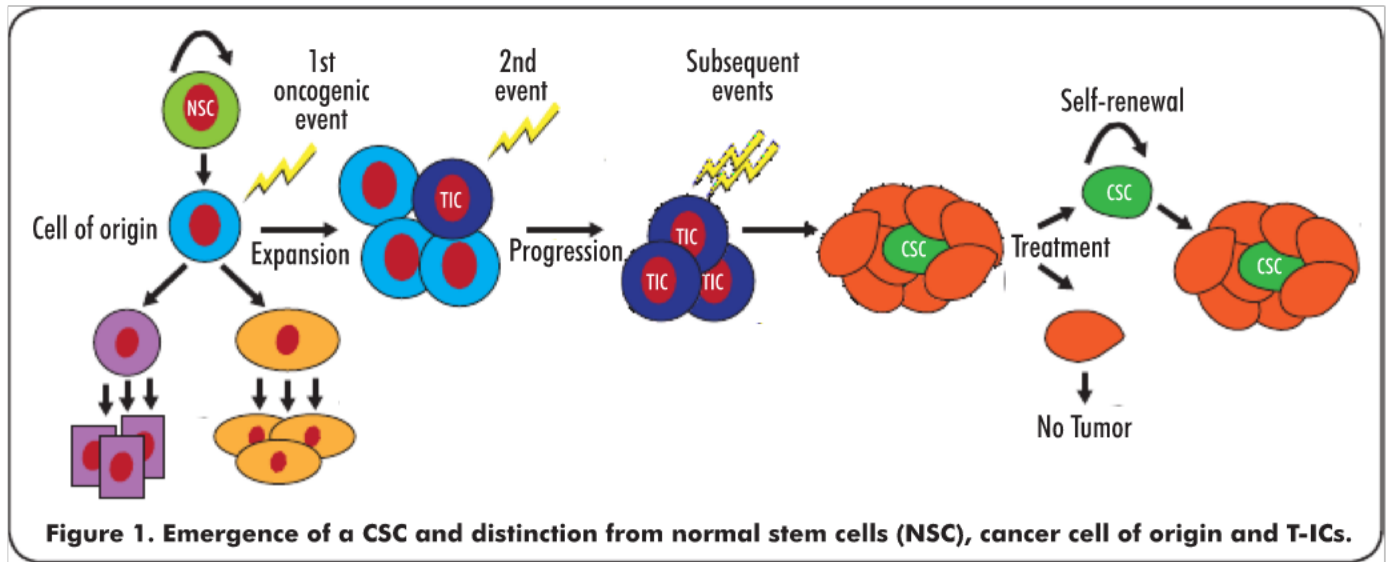 NSC
1st
oncogenic
event
2nd
event
Subsequent
events
Self-renewal
TIC
CSC
Cell of origin
Expansion
Progression
TIC
TIC
TIC
CSC
Treatment
CSC
No Tumor
Figure 1. Emergence of a CSC and distinction from normal stem cells (NSC), cancer cell of origin and T-ICs.